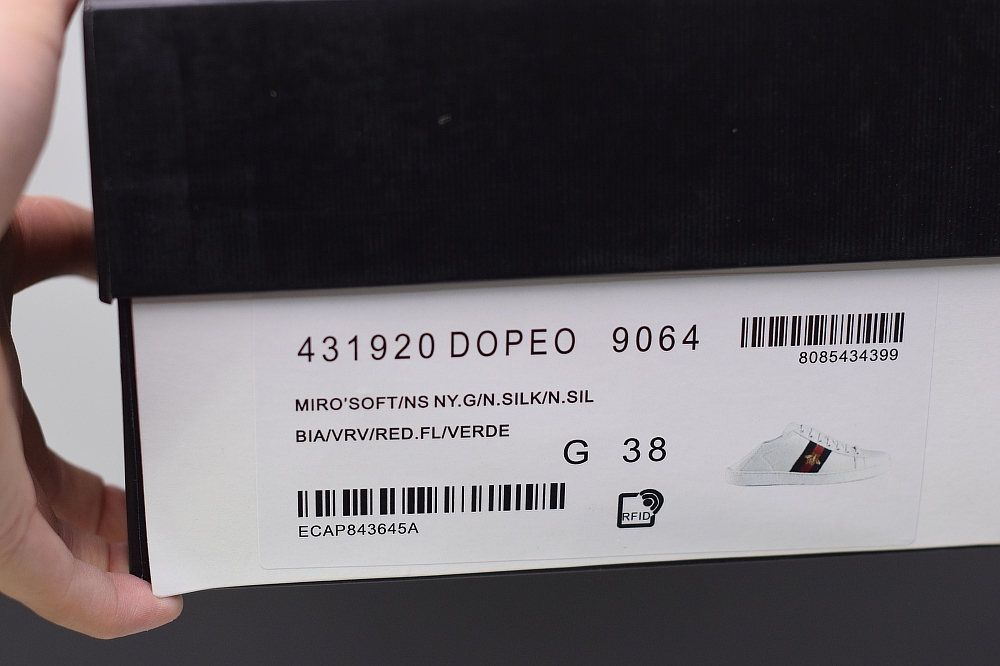 431920 DOPEO 9064
8085434399
MIRO'SOFT/NS NY.G/N.SILK/N.SIL
BIA/VRV/RED.FL/VERDE
G 38
ECAP843645A
RFID